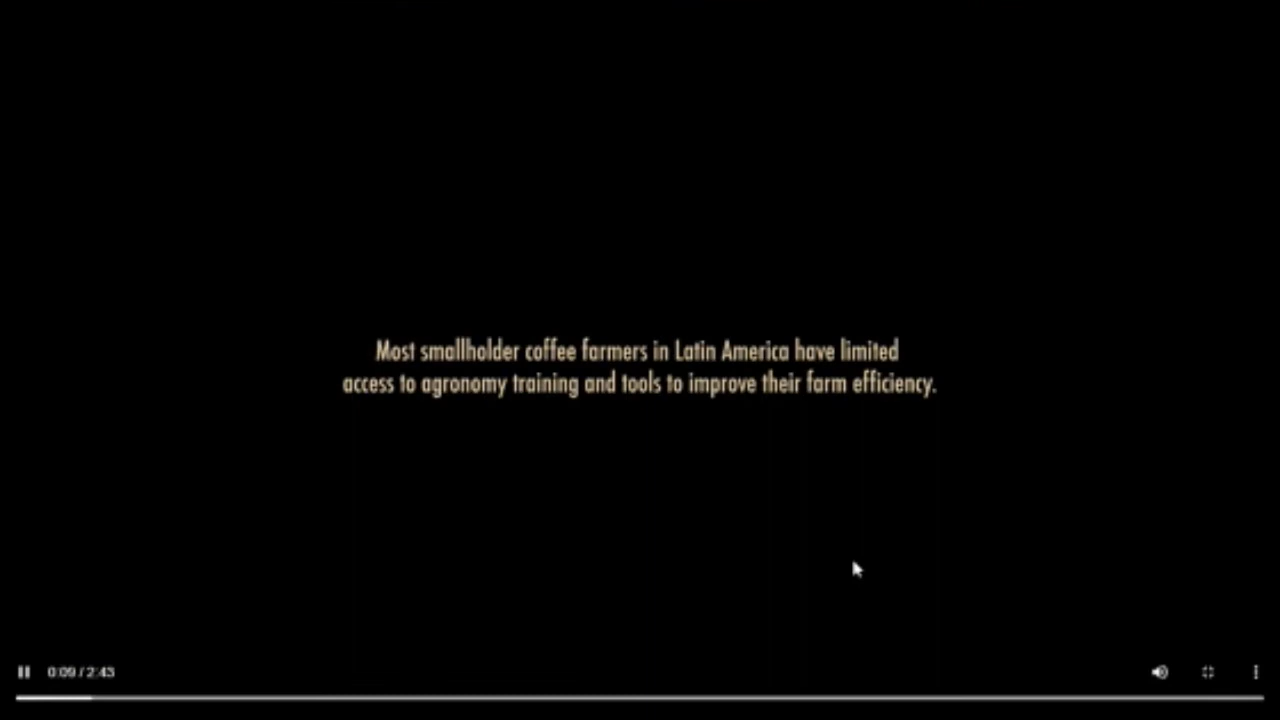 Most smallholder coffee farmers in Latin America have limited
access to agronomy training and tools to improve their farm efficiency.
0:09 / 2:43